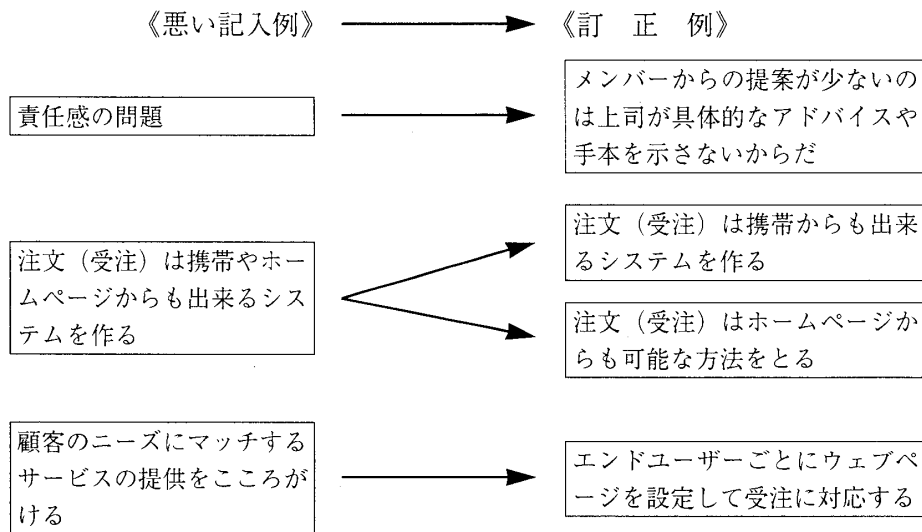 《悪い記入例》
《訂 正 例》
責任感の問題
メンバーからの提案が少ないの
は上司が具体的なアドバイスや
手本を示さないからだ
注文（受注）は携帯やホー
ムページからも出来るシス
テムを作る
注文（受注）は携帯からも出来
るシステムを作る
注文（受注）はホームページか
らも可能な方法をとる
顧客のニーズにマッチする
サービスの提供をこころが
ける
エンドユーザーごとにウェブペ
ージを設定して受注に対応する